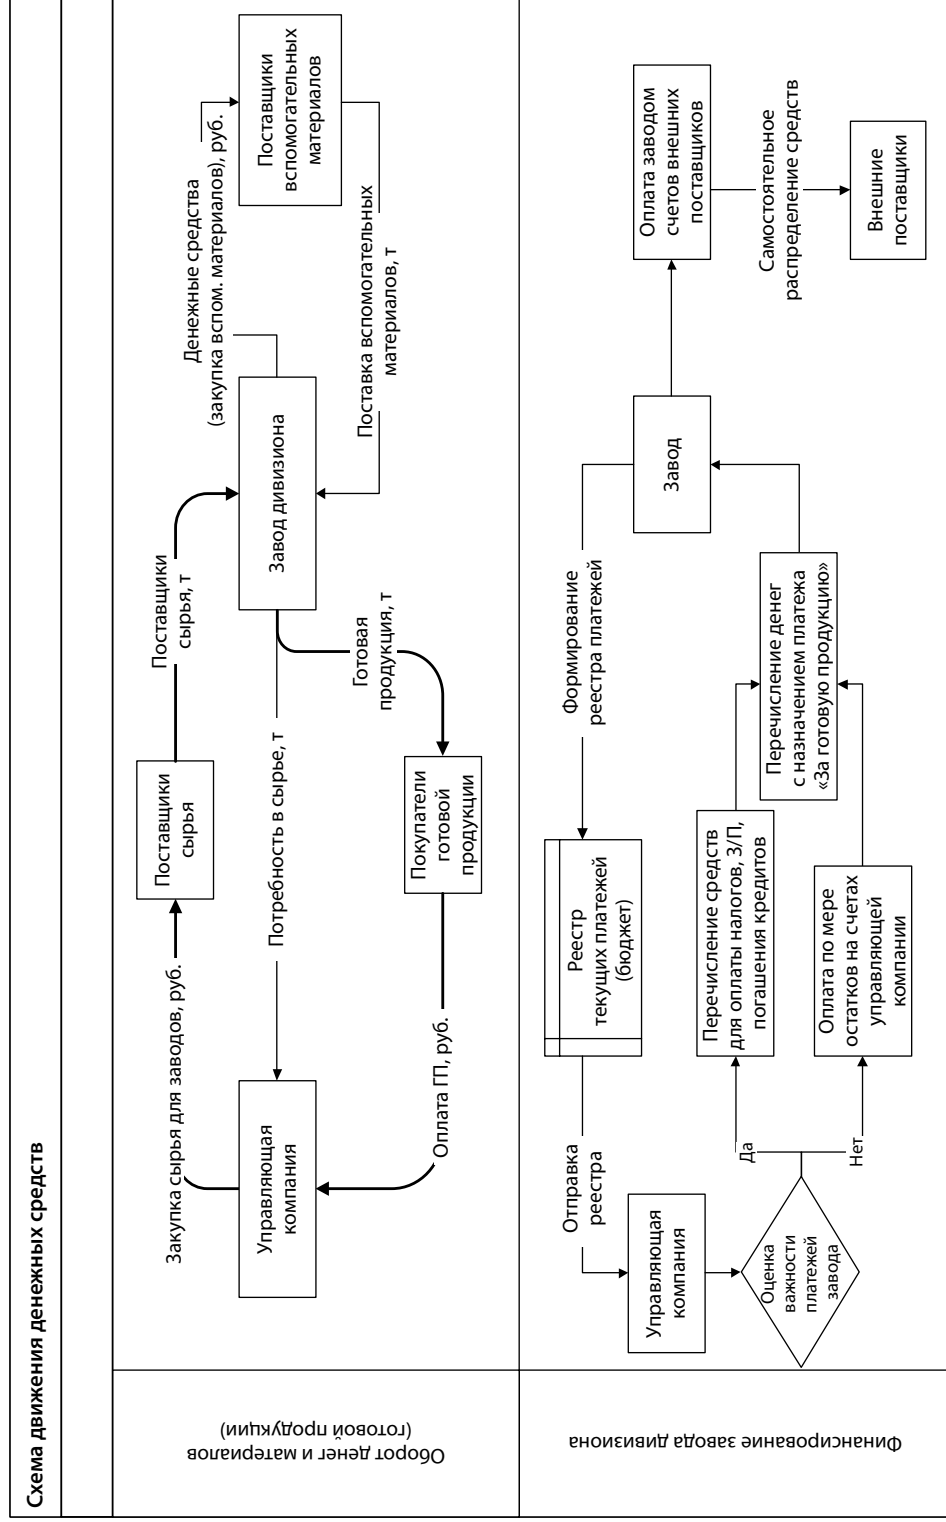 Схема движения денежных средств
Оборот денег и материалов
(готовой продукции)
Закупка сырья для заводов, руб.
Поставщики
сырья
Поставщики
сырья, т
Денежные средства
(закупка вспом. материалов), руб.
Управляющая
компания
Потребность в сырье, т
Завод дивизиона
Поставщики
вспомогательных
материалов
Оплата ГП, руб.
Покупатели
готовой
продукции
Готовая
продукция, т
Поставка вспомогательных
материалов, т
Финансирование завода дивизиона
Отправка
реестра
Реестр
текущих платежей
(бюджет)
Формирование
реестра платежей
Управляющая
компания
Завод
Оплата заводом
счетов внешних
поставщиков
Оценка
важности
платежей
завода
Да
Перечисление средств
для оплаты налогов, З/П,
погашения кредитов
Перечисление денег
с назначением платежа
«За готовую продукцию»
Самостоятельное
распределение средств
Нет
Оплата по мере
остатков на счетах
управляющей
компании
Внешние
поставщики